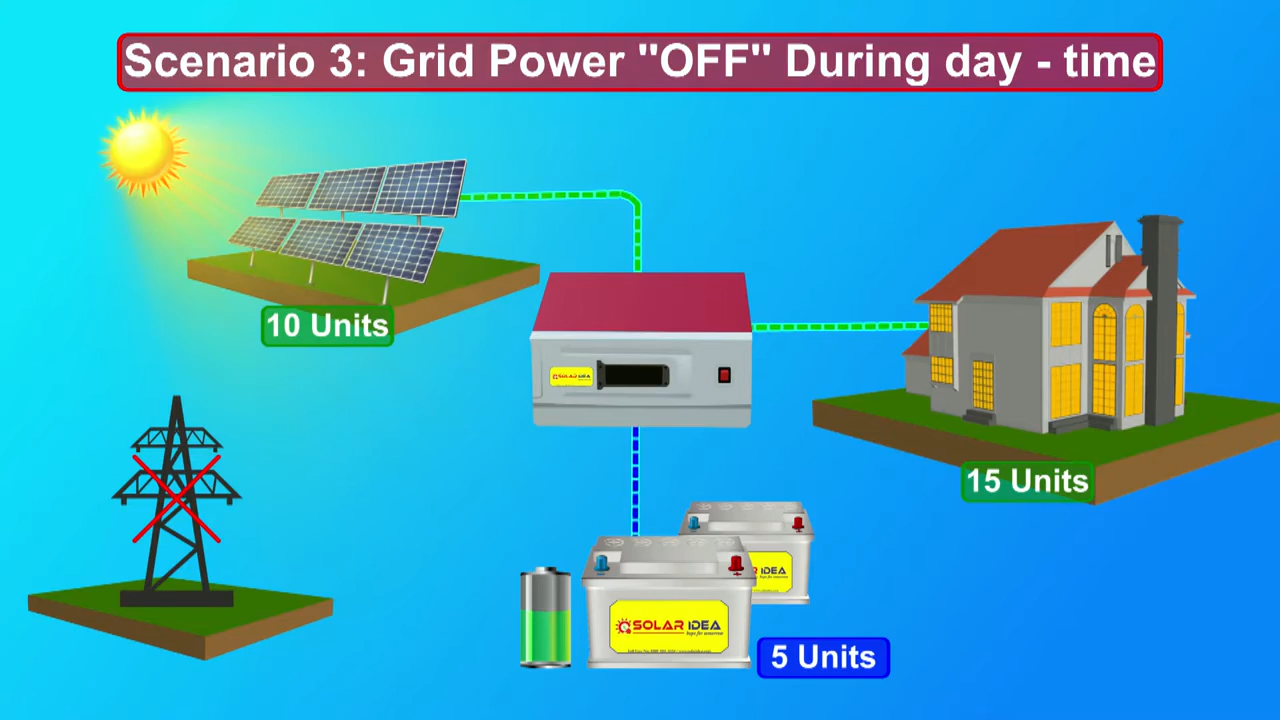 Scenario 3: Grid Power "OFF" During day - time
10 Units
SOLAR IDEA
15 Units
IDEA
SOLAR IDEA
hope for tomorrow
5 Units